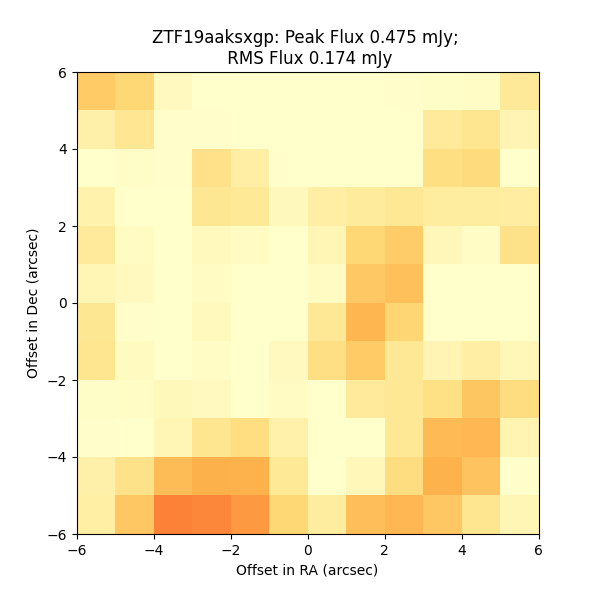 ZTF19aaksxgp: Peak Flux 0.475 mJy;
RMS Flux 0.174 mJy
6
4
2
0
−2
−4
−6
Offset in Dec (arcsec)
−6 −4 −2 0 2 4 6
Offset in RA (arcsec)